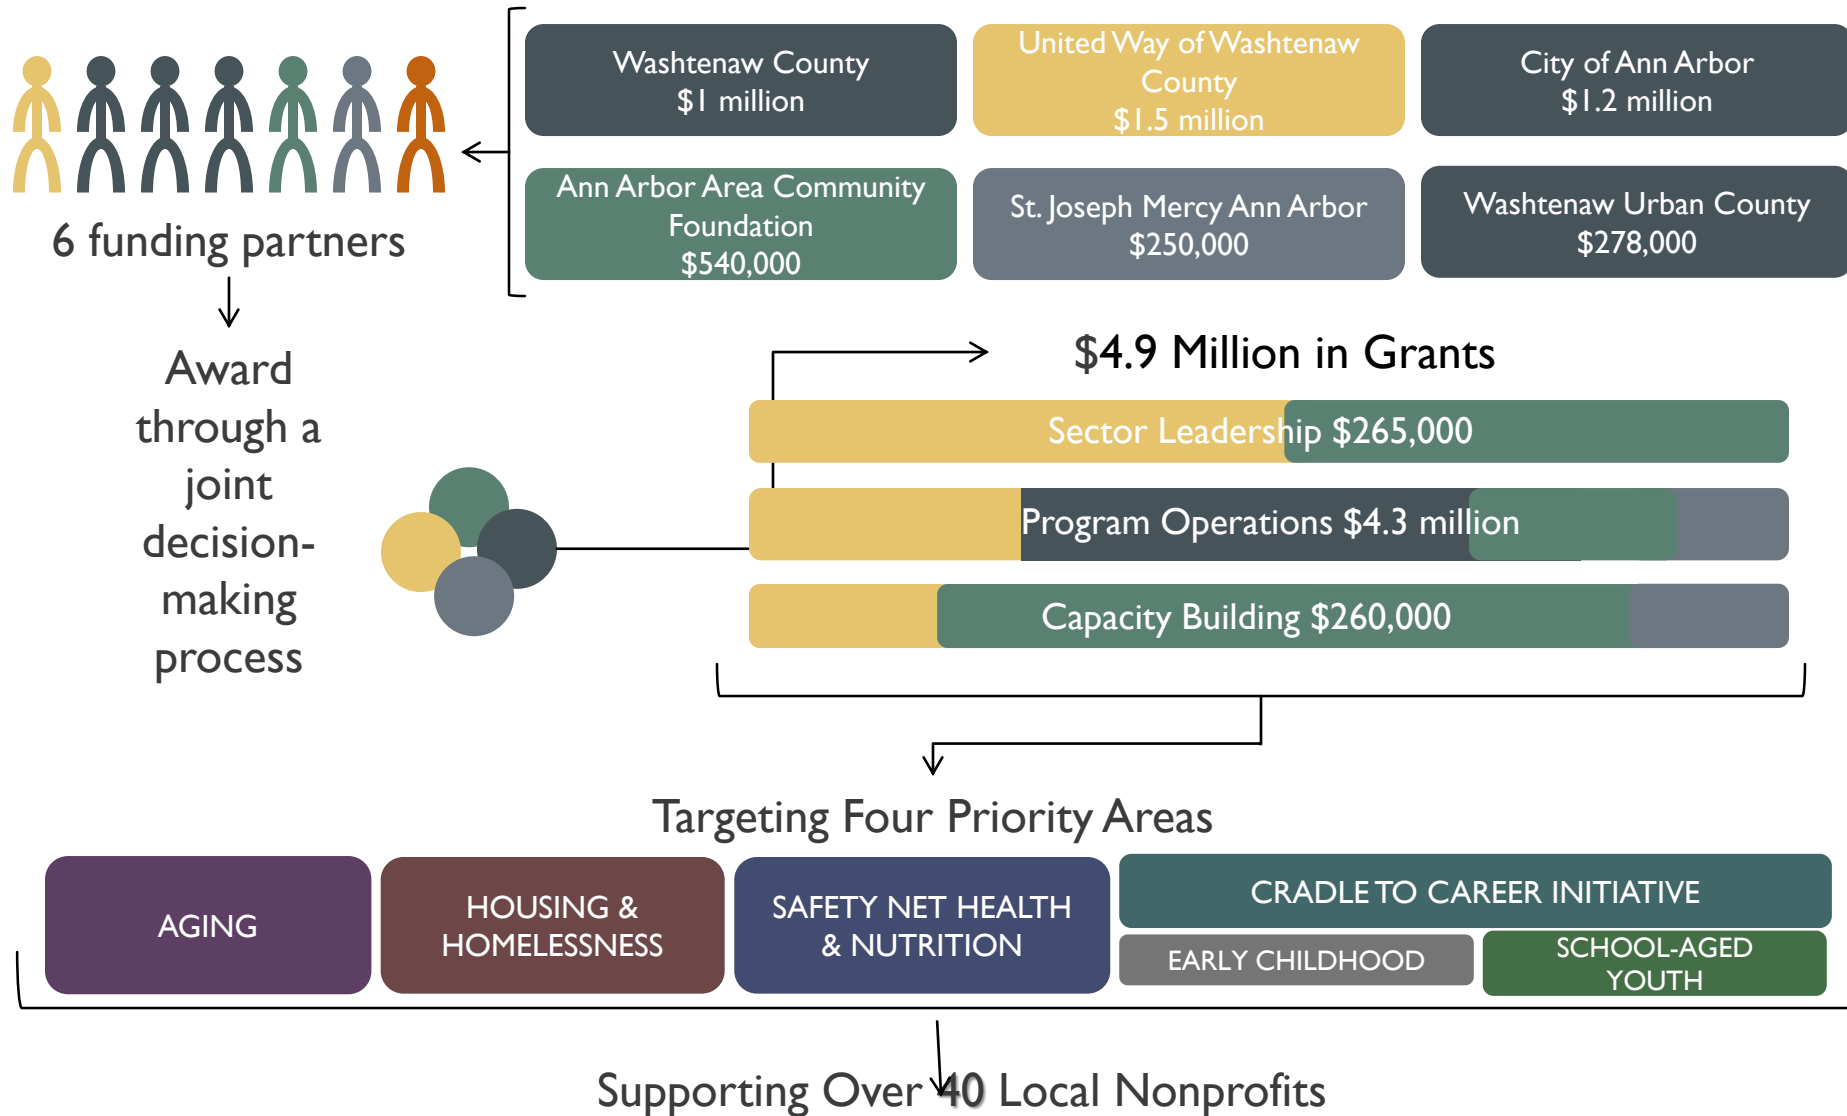 Washtenaw County
$1 million
United Way of Washtenaw
County
$1.5 million
City of Ann Arbor
$1.2 million
Ann Arbor Area Community
Foundation
$540,000
St. Joseph Mercy Ann Arbor
$250,000
Washtenaw Urban County
$278,000
6 funding partners
Award
through a
joint
decision-
making
process
$4.9 Million in Grants
Sector Leadership $265,000
Program Operations $4.3 million
Capacity Building $260,000
Targeting Four Priority Areas
AGING
HOUSING &
HOMELESSNESS
SAFETY NET HEALTH
& NUTRITION
CRADLE TO CAREER INITIATIVE
EARLY CHILDHOOD
SCHOOL-AGED
YOUTH
Supporting Over 40 Local Nonprofits